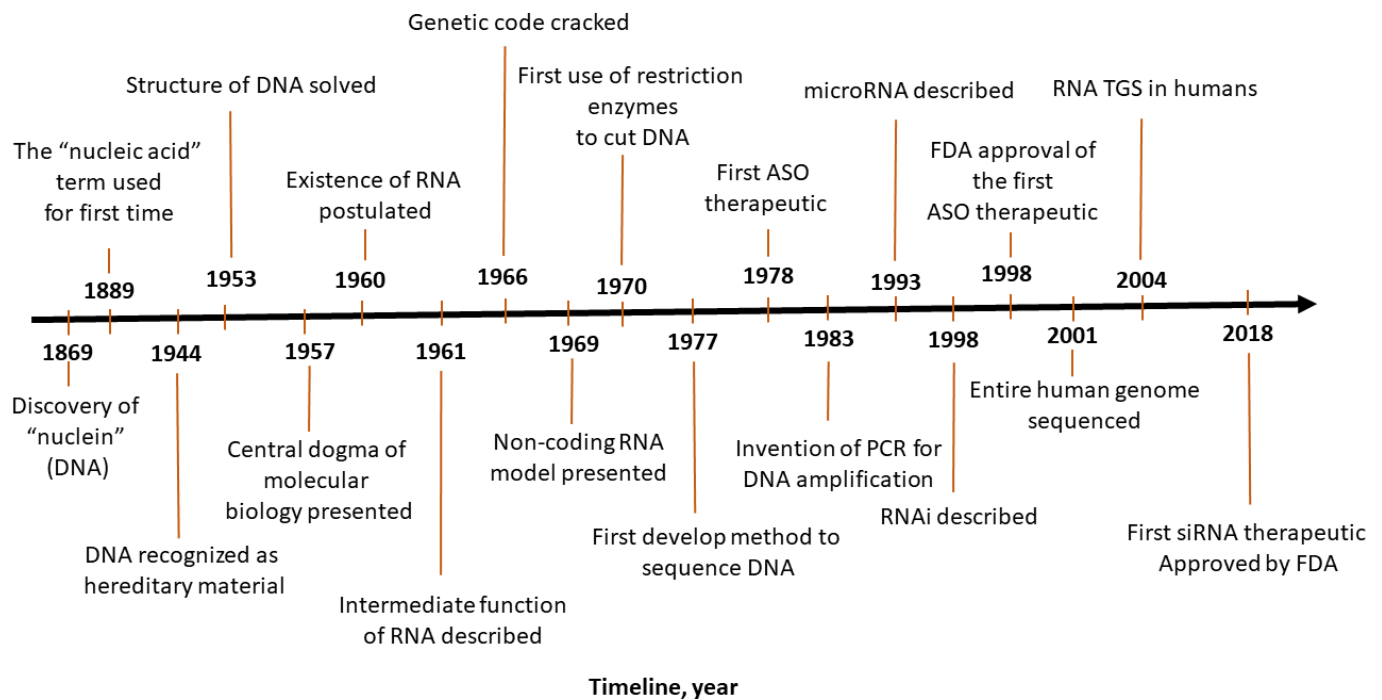 Genetic code cracked
Structure of DNA solved
First use of restriction
enzymes
to cut DNA
microRNA described
RNA TGS in humans
The “nucleic acid”
term used
for first time
Existence of RNA
postulated
First ASO
therapeutic
FDA approval of
the first
ASO therapeutic
1889
1953
1960
1966
1970
1978
1993
1998
2004
1869
1944
1957
1961
1969
1977
1983
1998
2001
2018
Discovery of
“nuclein”
(DNA)
DNA recognized as
hereditary material
Central dogma of
molecular
biology presented
Intermediate function
of RNA described
Non-coding RNA
model presented
First develop method to
sequence DNA
Invention of PCR for
DNA amplification
RNAi described
Entire human genome
sequenced
First siRNA therapeutic
Approved by FDA
Timeline, year